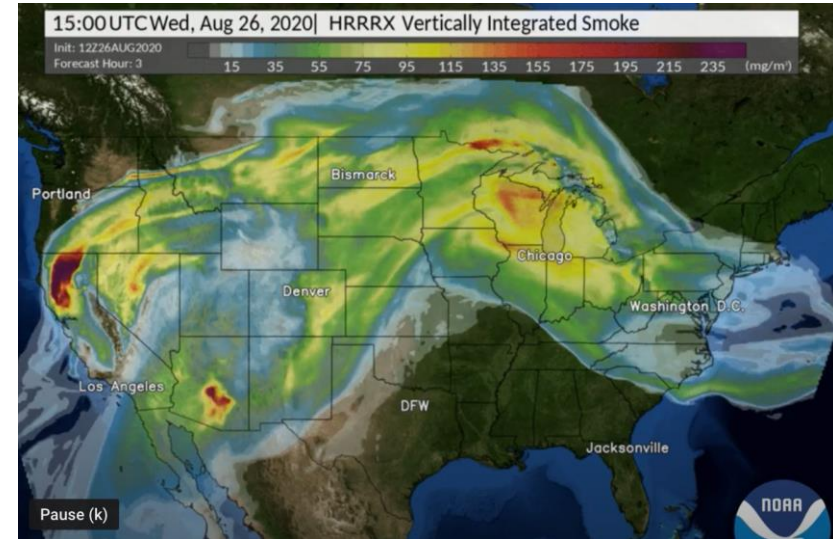 15:00 UTC Wed, Aug 26, 2020| HRRRX Vertically Integrated Smoke
Init: 12Z26AUG2020
Forecast Hour: 3
15 35 55 75 95 115 135 155 175 195 215 235 (mg/m²)
Portland
Bismarck
Chicago
Denver
Washington D.C.
Los Angeles
DFW
Jacksonville
Pause (k)
NOAA